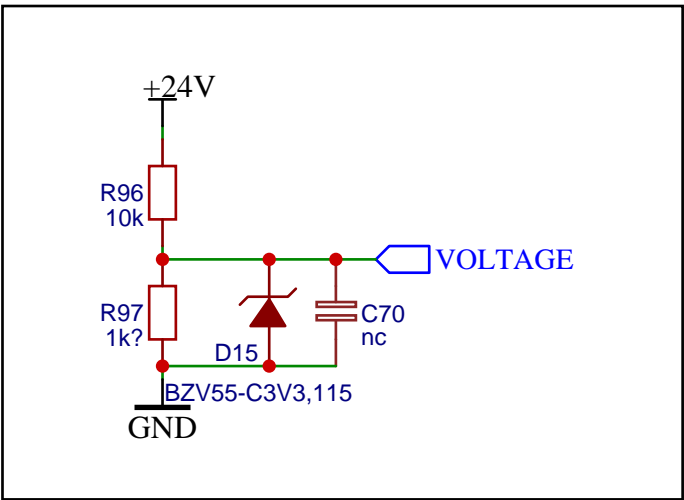 +24V
R96
10k
VOLTAGE
R97
1k?
C70
nc
D15
BZV55-C3V3,115
GND